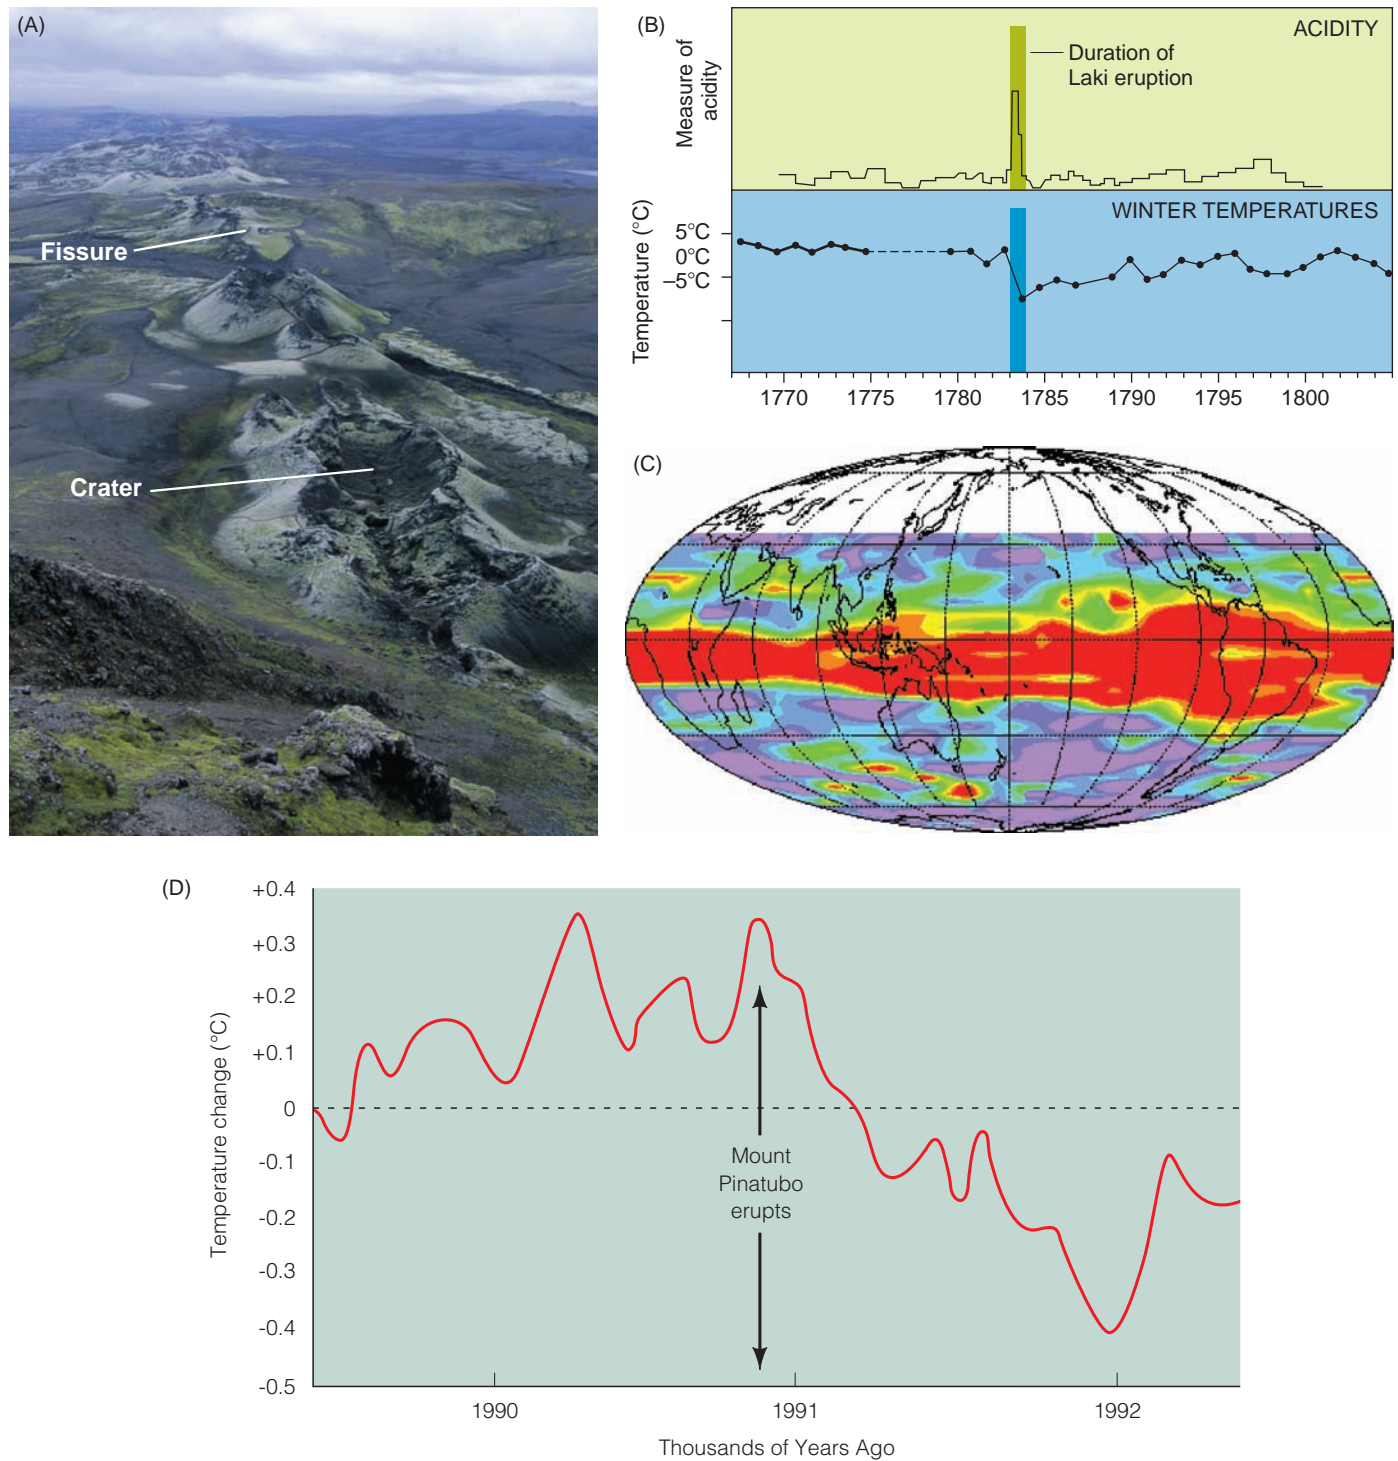 (A)
Fissure
Crater
(B)
ACIDITY
Measure of
acidity
Duration of
Laki eruption
WINTER TEMPERATURES
Temperature (°C)
5°C
0°C
–5°C
1770
1775
1780
1785
1790
1795
1800
(C)
(D)
Temperature change (°C)
+0.4
+0.3
+0.2
+0.1
0
-0.1
-0.2
-0.3
-0.4
-0.5
Mount
Pinatubo
erupts
1990
1991
1992
Thousands of Years Ago